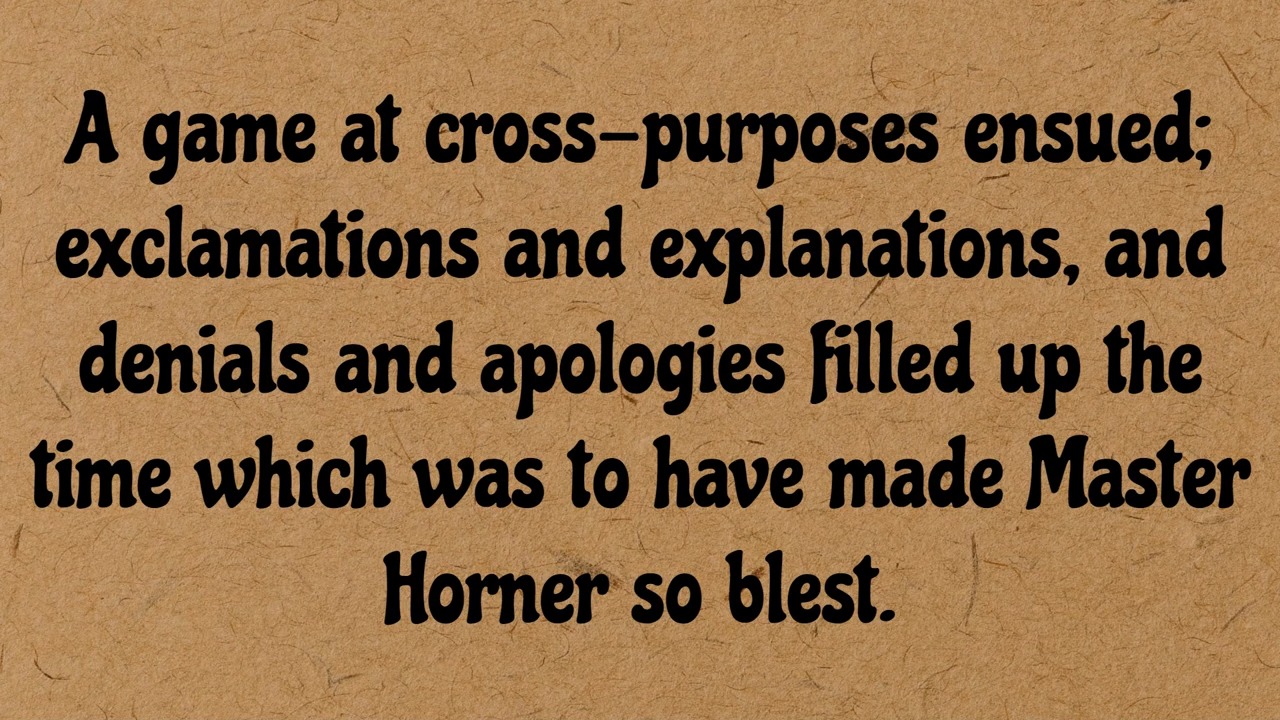 A game at cross-purposes ensued;
exclamations and explanations, and
denials and apologies filled up the
time which was to have made Master
Horner so blest.